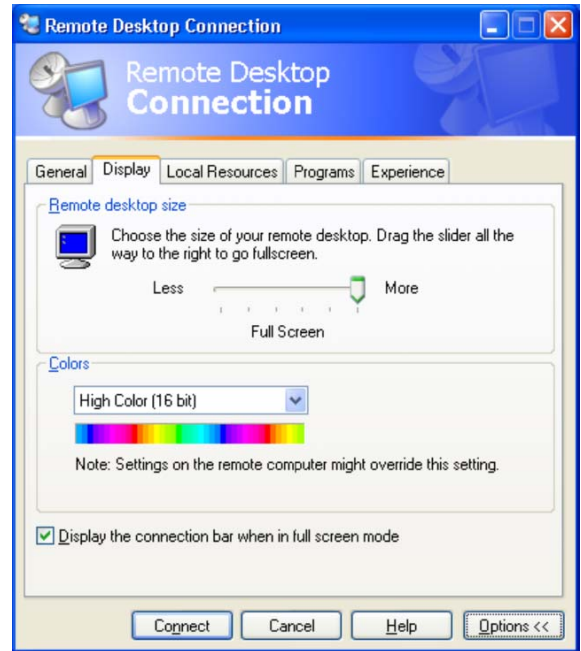 Remote Desktop Connection
Remote Desktop
Connection
General Display Local Resources Programs Experience
Remote desktop size
Choose the size of your remote desktop. Drag the slider all the
way to the right to go fullscreen.
Less More
Full Screen
Colors
High Color (16 bit)
Note: Settings on the remote computer might override this setting.
Display the connection bar when in full screen mode
Connect Cancel Help Options <<